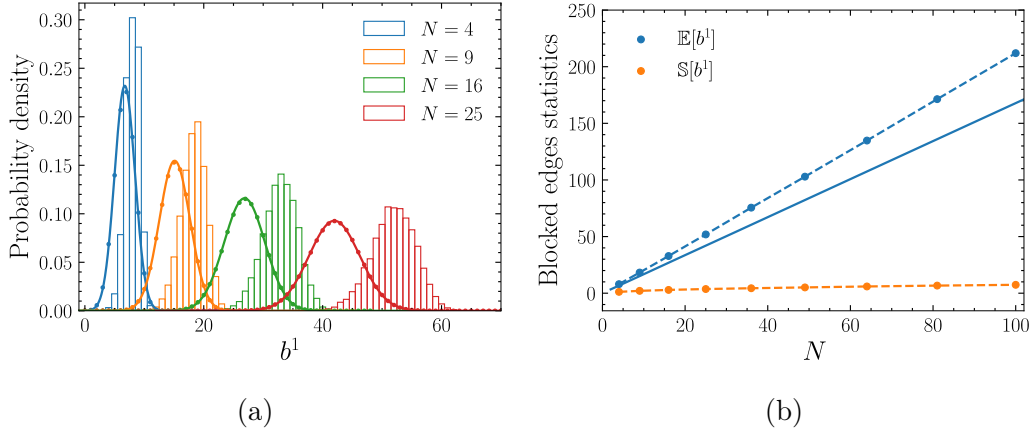 Probability density
0.30
0.25
0.20
0.15
0.10
0.05
0.00
0 20 40 60
b¹
N = 4
N = 9
N = 16
N = 25
(a)
Blocked edges statistics
250
200
150
100
50
0
0 20 40 60 80 100
N
𝔼[b¹]
𝕊[b¹]
(b)